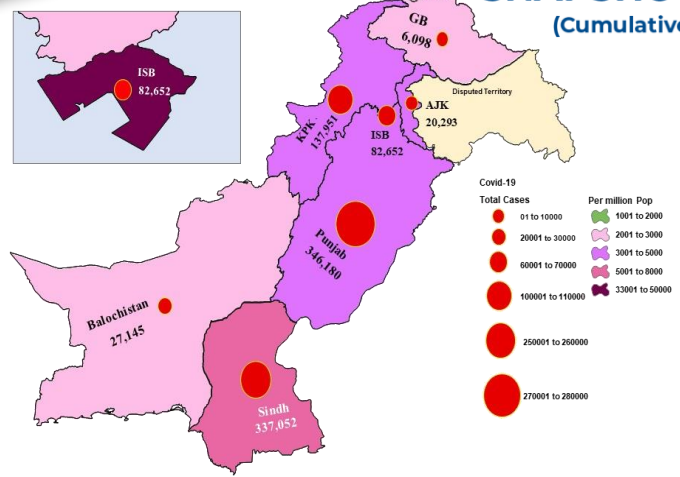 (Cumulative
ISB
82,652
GB
6,098
Disputed Territory
AJK
20,293
KPK
137,951
ISB
82,652
Punjab
346,180
Balochistan
27,145
Sindh
337,052
Covid-19
Total Cases
01 to 10000
20001 to 30000
60001 to 70000
100001 to 110000
250001 to 260000
270001 to 280000
Per million Pop
1001 to 2000
2001 to 3000
3001 to 5000
5001 to 8000
33001 to 50000